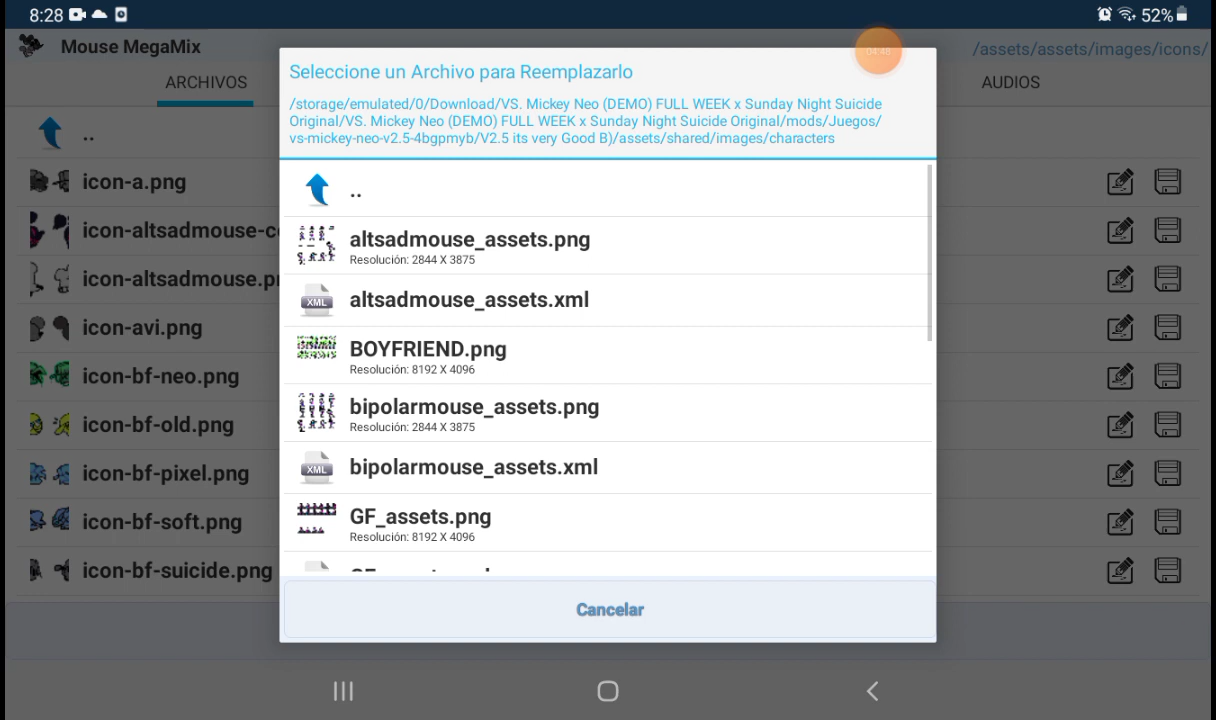 8:28
52%
Mouse MegaMix
/assets/assets/images/icons/
ARCHIVOS
AUDIOS
04:48
..
icon-a.png
icon-altsadmouse-c
icon-altsadmouse.p
icon-avi.png
icon-bf-neo.png
icon-bf-old.png
icon-bf-pixel.png
icon-bf-soft.png
icon-bf-suicide.png
Seleccione un Archivo para Reemplazarlo
/storage/emulated/0/Download/VS. Mickey Neo (DEMO) FULL WEEK x Sunday Night Suicide
Original/VS. Mickey Neo (DEMO) FULL WEEK x Sunday Night Suicide Original/mods/Juegos/
vs-mickey-neo-v2.5-4bgpmyb/V2.5 its very Good B)/assets/shared/images/characters
..
altsadmouse_assets.png
Resolución: 2844 X 3875
XML
altsadmouse_assets.xml
BOYFRIEND.png
Resolución: 8192 X 4096
bipolarmouse_assets.png
Resolución: 2844 X 3875
XML
bipolarmouse_assets.xml
GF_assets.png
Resolución: 8192 X 4096
Cancelar